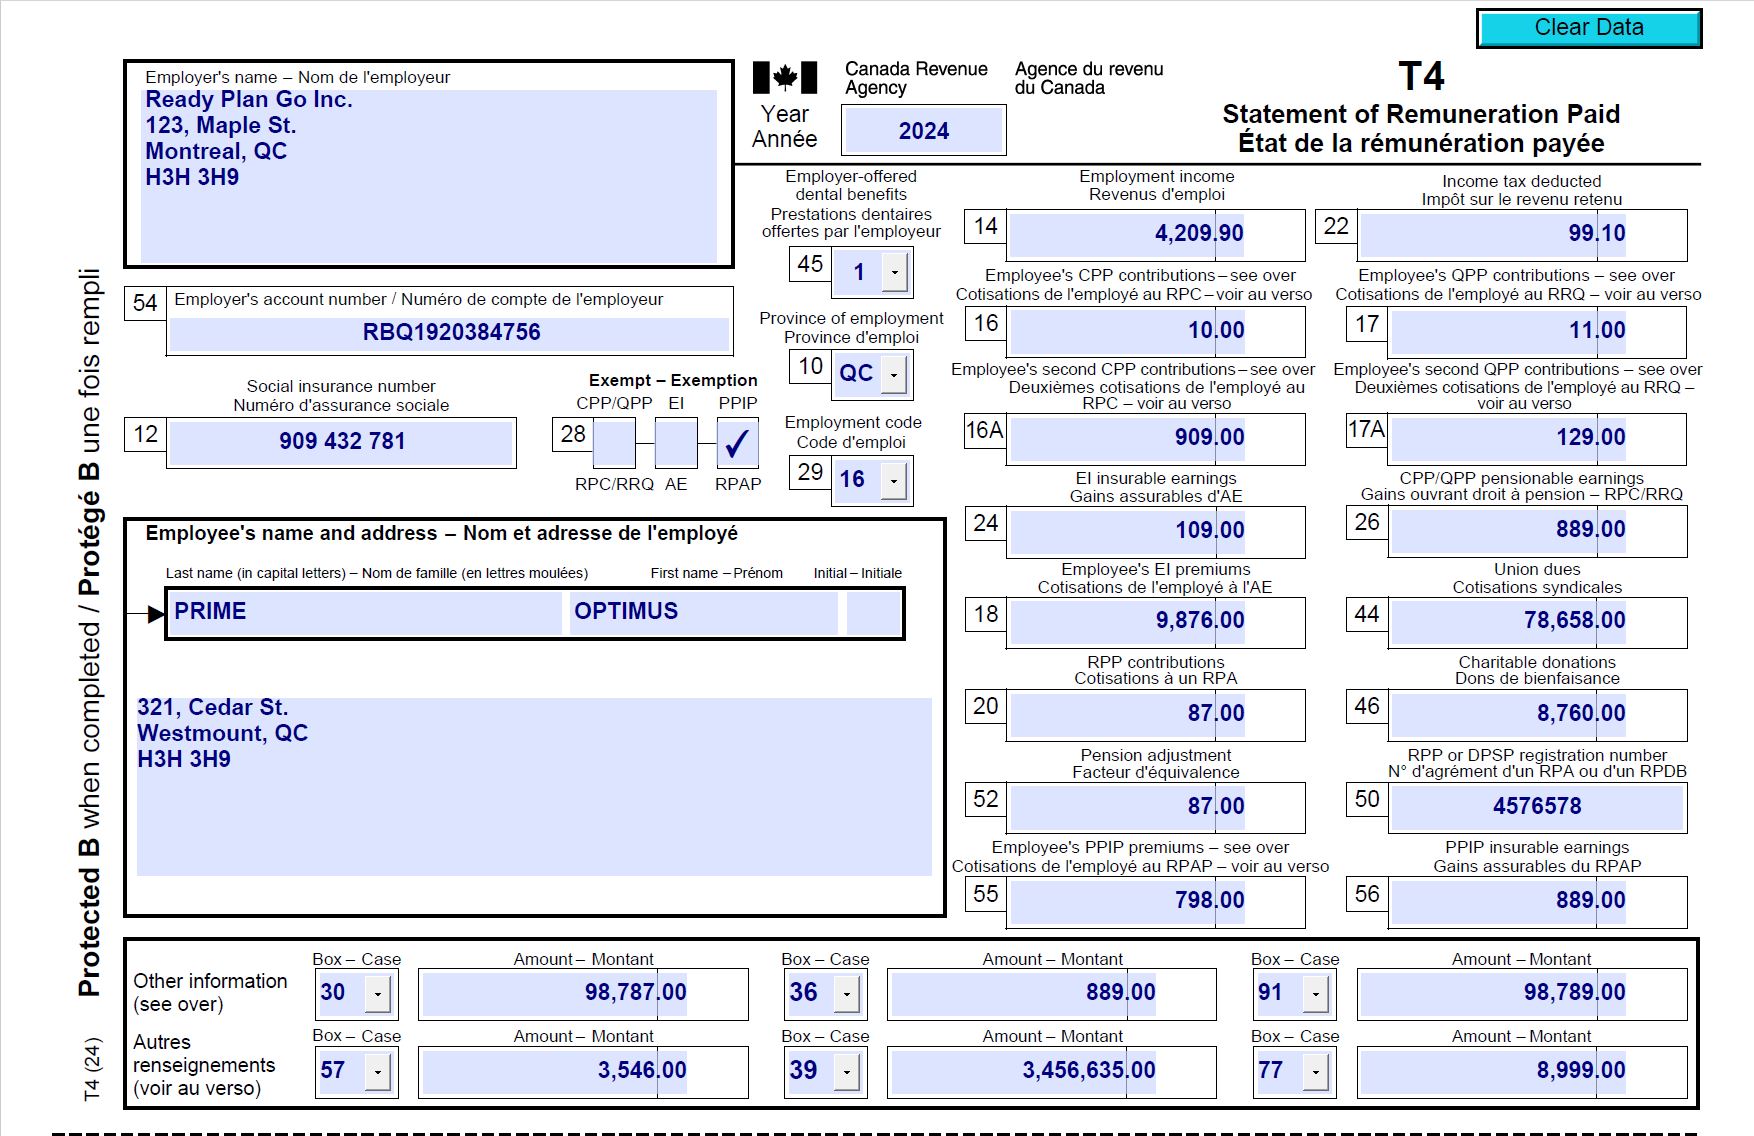 Clear Data
Employer's name – Nom de l'employeur
Ready Plan Go Inc.
123, Maple St.
Montreal, QC
H3H 3H9
Canada Revenue Agency
Agence du revenu du Canada
Year
Année
2024
T4
Statement of Remuneration Paid
État de la rémunération payée
54
Employer's account number / Numéro de compte de l'employeur
RBQ1920384756
Social insurance number
Numéro d'assurance sociale
12
909 432 781
Exempt – Exemption
CPP/QPP EI PPIP
28
✓
RPC/RRQ AE RPAP
Employer-offered
dental benefits
Prestations dentaires
offertes par l'employeur
45
1
Province of employment
Province d'emploi
10
QC
Employment code
Code d'emploi
29
16
Employment income
Revenus d'emploi
14
4,209.90
Income tax deducted
Impôt sur le revenu retenu
22
99.10
Employee's CPP contributions – see over
Cotisations de l'employé au RPC – voir au verso
16
10.00
Employee's QPP contributions – see over
Cotisations de l'employé au RRQ – voir au verso
17
11.00
Employee's second CPP contributions – see over
Deuxièmes cotisations de l'employé au
RPC – voir au verso
16A
909.00
Employee's second QPP contributions – see over
Deuxièmes cotisations de l'employé au RRQ –
voir au verso
17A
129.00
EI insurable earnings
Gains assurables d'AE
24
109.00
CPP/QPP pensionable earnings
Gains ouvrant droit à pension – RPC/RRQ
26
889.00
Employee's EI premiums
Cotisations de l'employé à l'AE
18
9,876.00
Union dues
Cotisations syndicales
44
78,658.00
RPP contributions
Cotisations à un RPA
20
87.00
Charitable donations
Dons de bienfaisance
46
8,760.00
Pension adjustment
Facteur d'équivalence
52
87.00
RPP or DPSP registration number
N° d'agrément d'un RPA ou d'un RPDB
50
4576578
Employee's PPIP premiums – see over
Cotisations de l'employé au RPAP – voir au verso
55
798.00
PPIP insurable earnings
Gains assurables du RPAP
56
889.00
Employee's name and address – Nom et adresse de l'employé
Last name (in capital letters) – Nom de famille (en lettres moulées) First name – Prénom Initial – Initiale
PRIME OPTIMUS
321, Cedar St.
Westmount, QC
H3H 3H9
Other information
(see over)
Autres
renseignements
(voir au verso)
Box – Case Amount – Montant Box – Case Amount – Montant Box – Case Amount – Montant
30 98,787.00 36 889.00 91 98,789.00
Box – Case Amount – Montant Box – Case Amount – Montant Box – Case Amount – Montant
57 3,546.00 39 3,456,635.00 77 8,999.00
Protected B when completed / Protégé B une fois rempli
T4 (24)